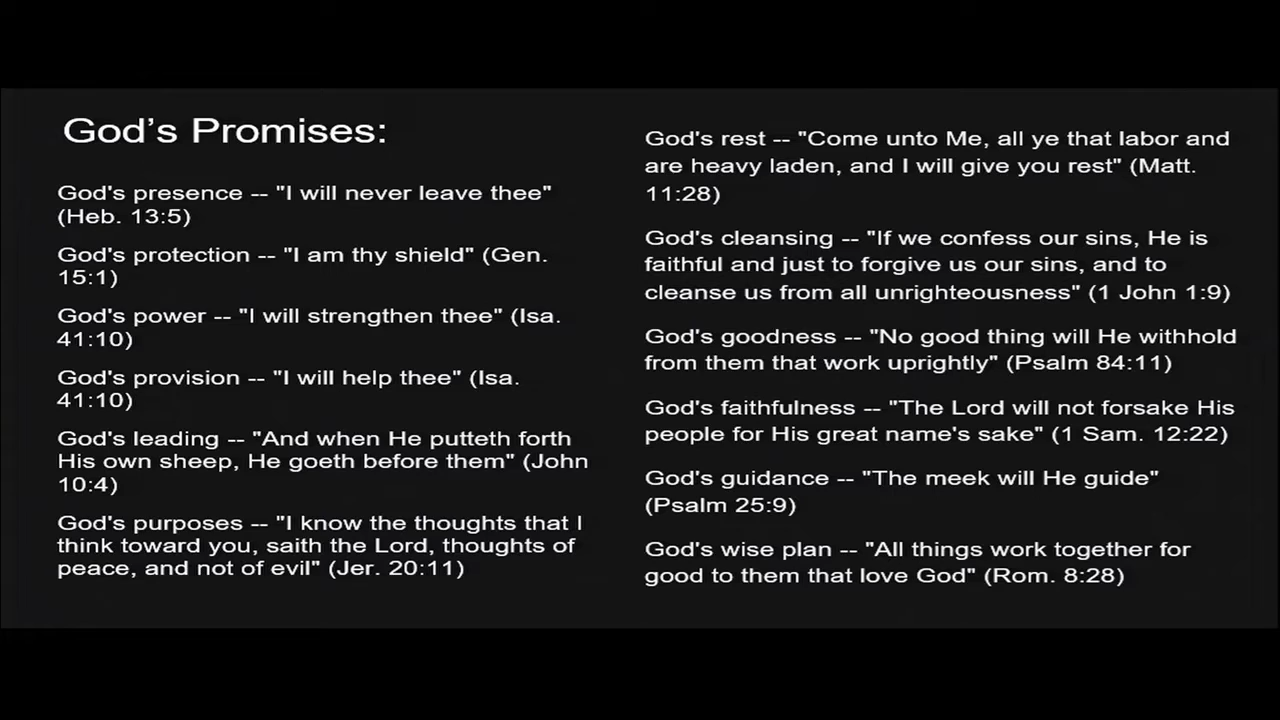 God’s Promises:
God's presence -- "I will never leave thee"
(Heb. 13:5)
God's protection -- "I am thy shield" (Gen.
15:1)
God's power -- "I will strengthen thee" (Isa.
41:10)
God's provision -- "I will help thee" (Isa.
41:10)
God's leading -- "And when He putteth forth
His own sheep, He goeth before them" (John
10:4)
God's purposes -- "I know the thoughts that I
think toward you, saith the Lord, thoughts of
peace, and not of evil" (Jer. 20:11)
God's rest -- "Come unto Me, all ye that labor and
are heavy laden, and I will give you rest" (Matt.
11:28)
God's cleansing -- "If we confess our sins, He is
faithful and just to forgive us our sins, and to
cleanse us from all unrighteousness" (1 John 1:9)
God's goodness -- "No good thing will He withhold
from them that work uprightly" (Psalm 84:11)
God's faithfulness -- "The Lord will not forsake His
people for His great name's sake" (1 Sam. 12:22)
God's guidance -- "The meek will He guide"
(Psalm 25:9)
God's wise plan -- "All things work together for
good to them that love God" (Rom. 8:28)